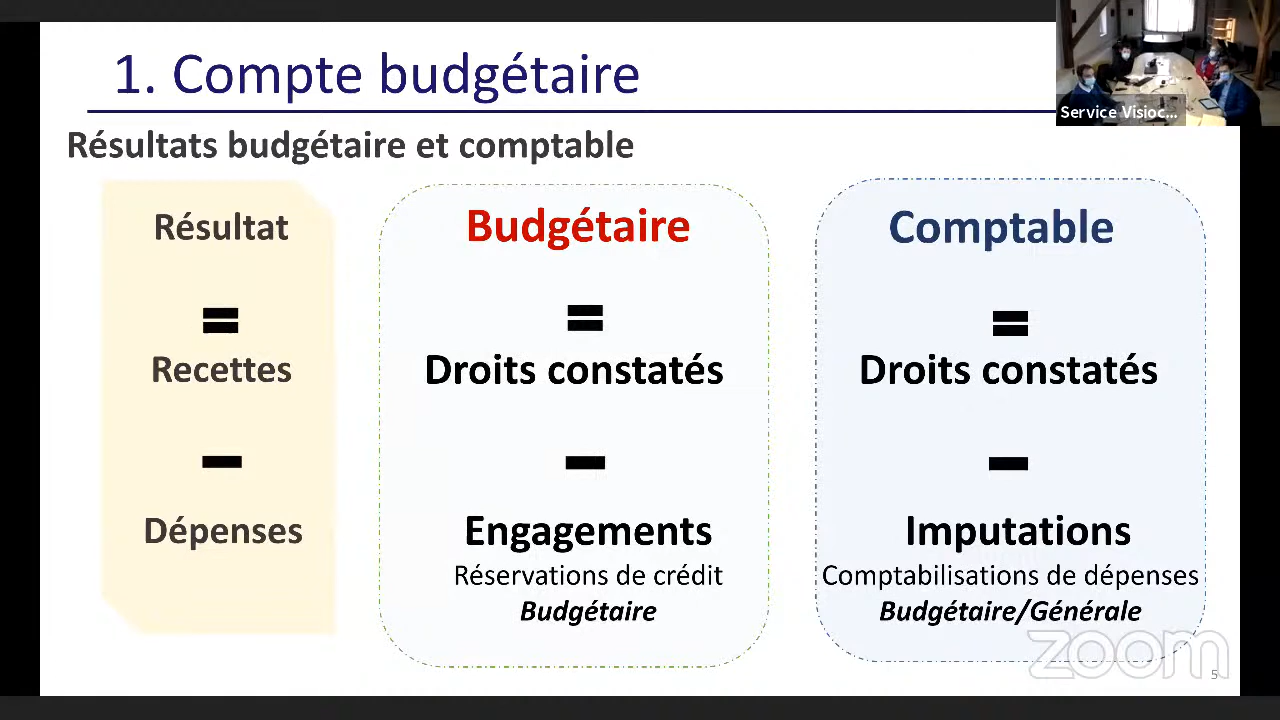 1. Compte budgétaire
Service Visioc...
Résultats budgétaire et comptable
Résultat
=
Recettes
–
Dépenses
Budgétaire
=
Droits constatés
–
Engagements
Réservations de crédit
Budgétaire
Comptable
=
Droits constatés
–
Imputations
Comptabilisations de dépenses
Budgétaire/Générale
zoom
5